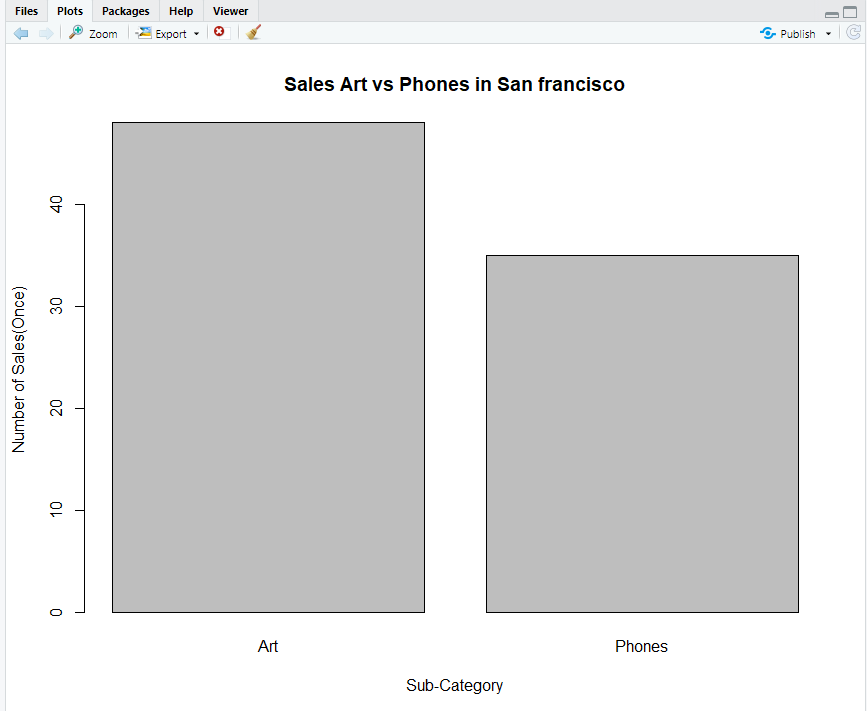 Files Plots Packages Help Viewer
Zoom Export Publish
Sales Art vs Phones in San francisco
Number of Sales(Once)
40
30
20
10
0
Art Phones
Sub-Category